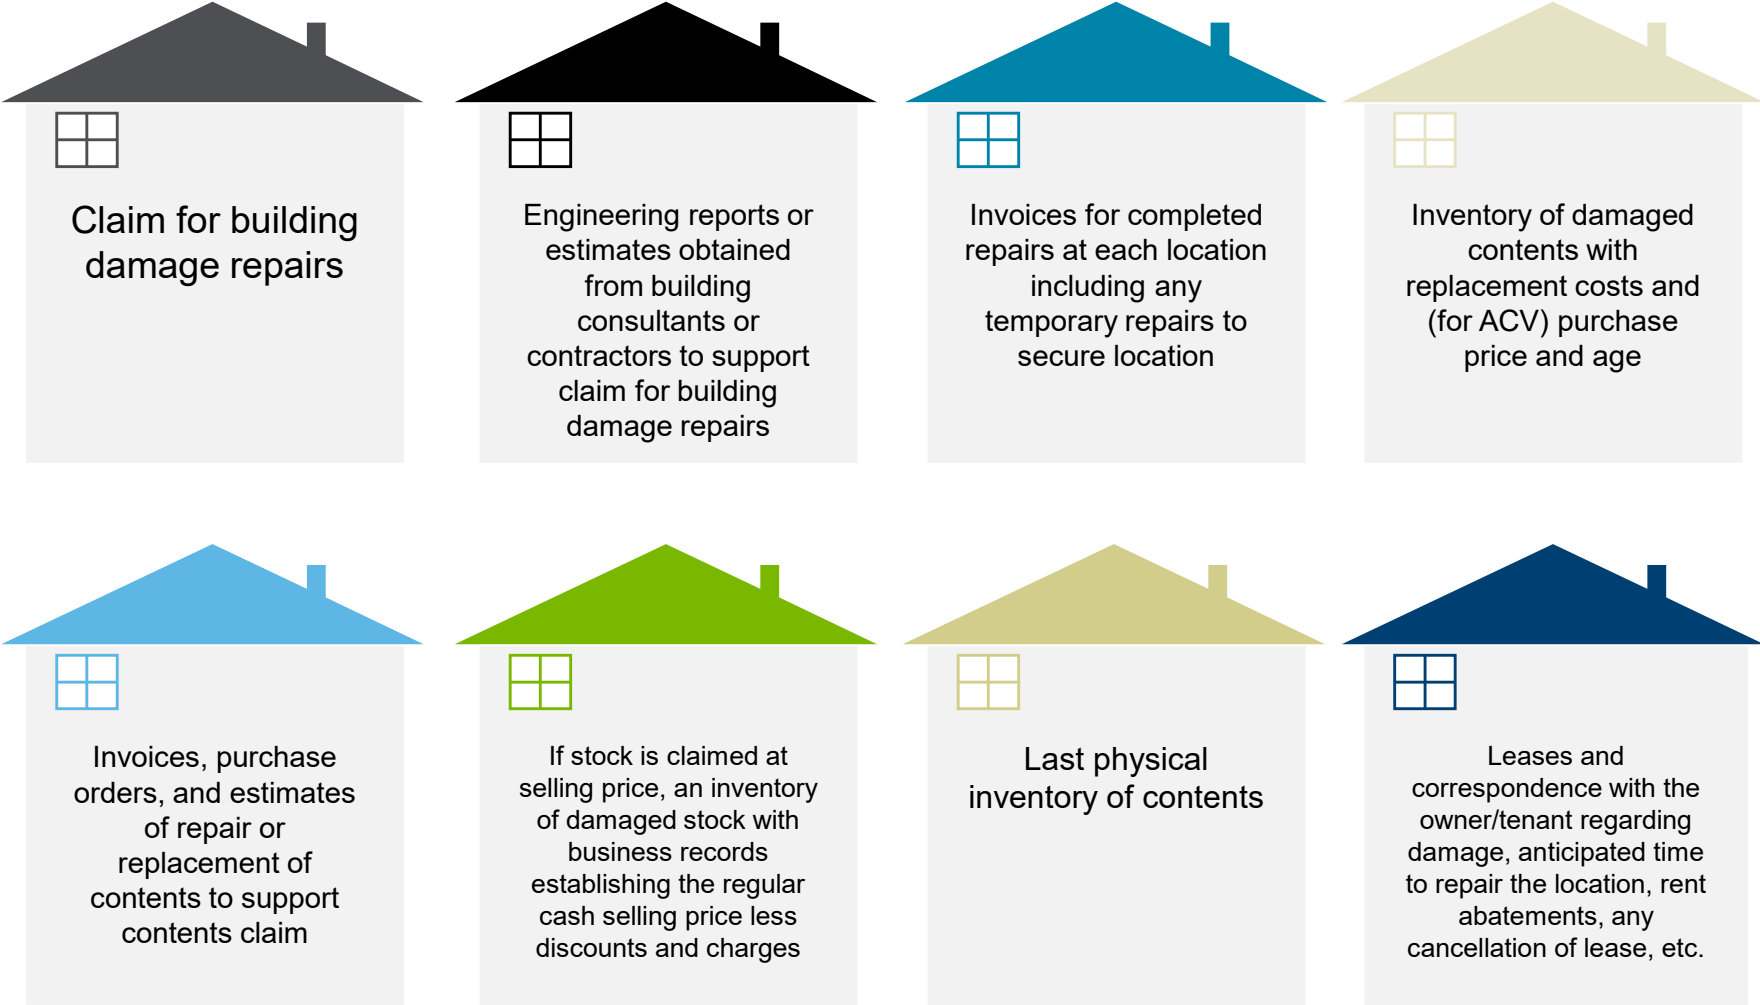 Claim for building
damage repairs
Engineering reports or
estimates obtained
from building
consultants or
contractors to support
claim for building
damage repairs
Invoices for completed
repairs at each location
including any
temporary repairs to
secure location
Inventory of damaged
contents with
replacement costs and
(for ACV) purchase
price and age
Invoices, purchase
orders, and estimates
of repair or
replacement of
contents to support
contents claim
If stock is claimed at
selling price, an inventory
of damaged stock with
business records
establishing the regular
cash selling price less
discounts and charges
Last physical
inventory of contents
Leases and
correspondence with the
owner/tenant regarding
damage, anticipated time
to repair the location, rent
abatements, any
cancellation of lease, etc.